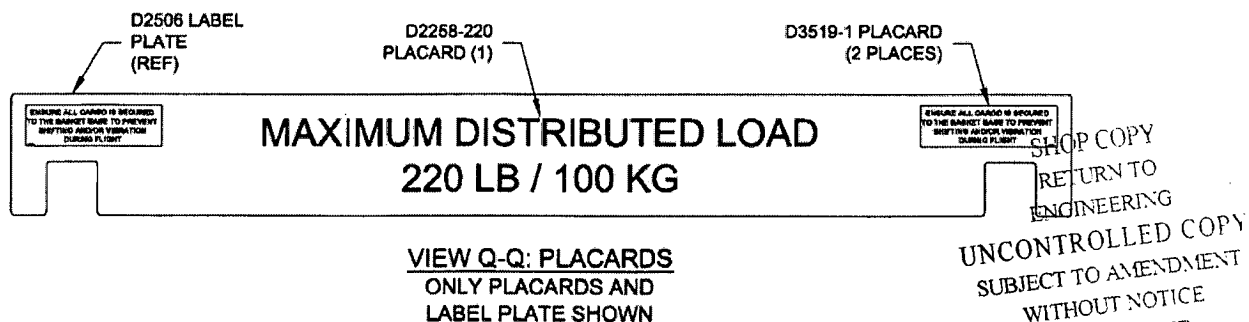 D2506 LABEL
PLATE
(REF)
D2258-220
PLACARD (1)
D3519-1 PLACARD
(2 PLACES)
ENSURE ALL CARGO IS SECURED
TO THE BASKET BASE TO PREVENT
SHIFTING AND/OR VIBRATION
DURING FLIGHT
MAXIMUM DISTRIBUTED LOAD
220 LB / 100 KG
ENSURE ALL CARGO IS SECURED
TO THE BASKET BASE TO PREVENT
SHIFTING AND/OR VIBRATION
DURING FLIGHT
SHOP COPY
RETURN TO
ENGINEERING
UNCONTROLLED COPY
SUBJECT TO AMENDMENT
WITHOUT NOTICE
VIEW Q-Q: PLACARDS
ONLY PLACARDS AND
LABEL PLATE SHOWN